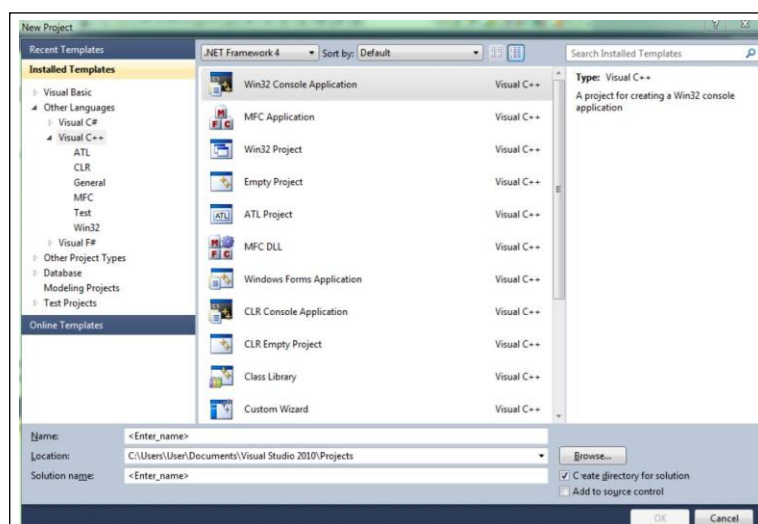 New Project
Recent Templates
Installed Templates
Visual Basic
Other Languages
Visual C#
Visual C++
ATL
CLR
General
MFC
Test
Win32
Visual F#
Other Project Types
Database
Modeling Projects
Test Projects
Online Templates
.NET Framework 4 Sort by: Default
Win32 Console Application Visual C++
MFC Application Visual C++
Win32 Project Visual C++
Empty Project Visual C++
ATL Project Visual C++
MFC DLL Visual C++
Windows Forms Application Visual C++
CLR Console Application Visual C++
CLR Empty Project Visual C++
Class Library Visual C++
Custom Wizard Visual C++
Search Installed Templates
Type: Visual C++
A project for creating a Win32 console
application
Name: <Enter_name>
Location: C:\Users\User\Documents\Visual Studio 2010\Projects Browse...
Solution name: <Enter_name>
Create directory for solution
Add to source control
OK Cancel